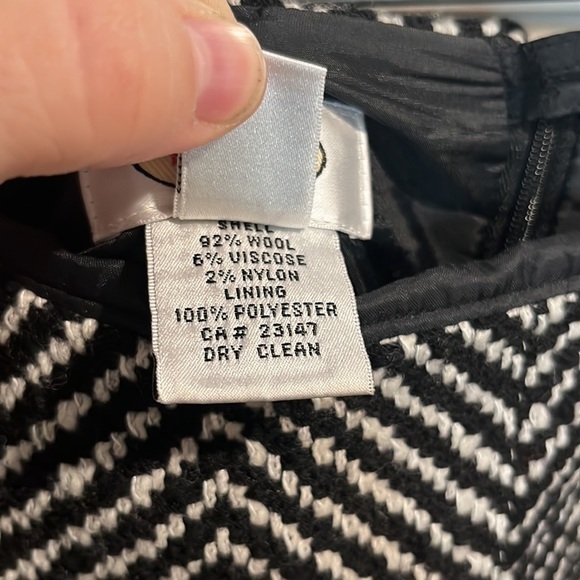 SHELL
92% WOOL
6% VISCOSE
2% NYLON
LINING
100% POLYESTER
CA# 23147
DRY CLEAN